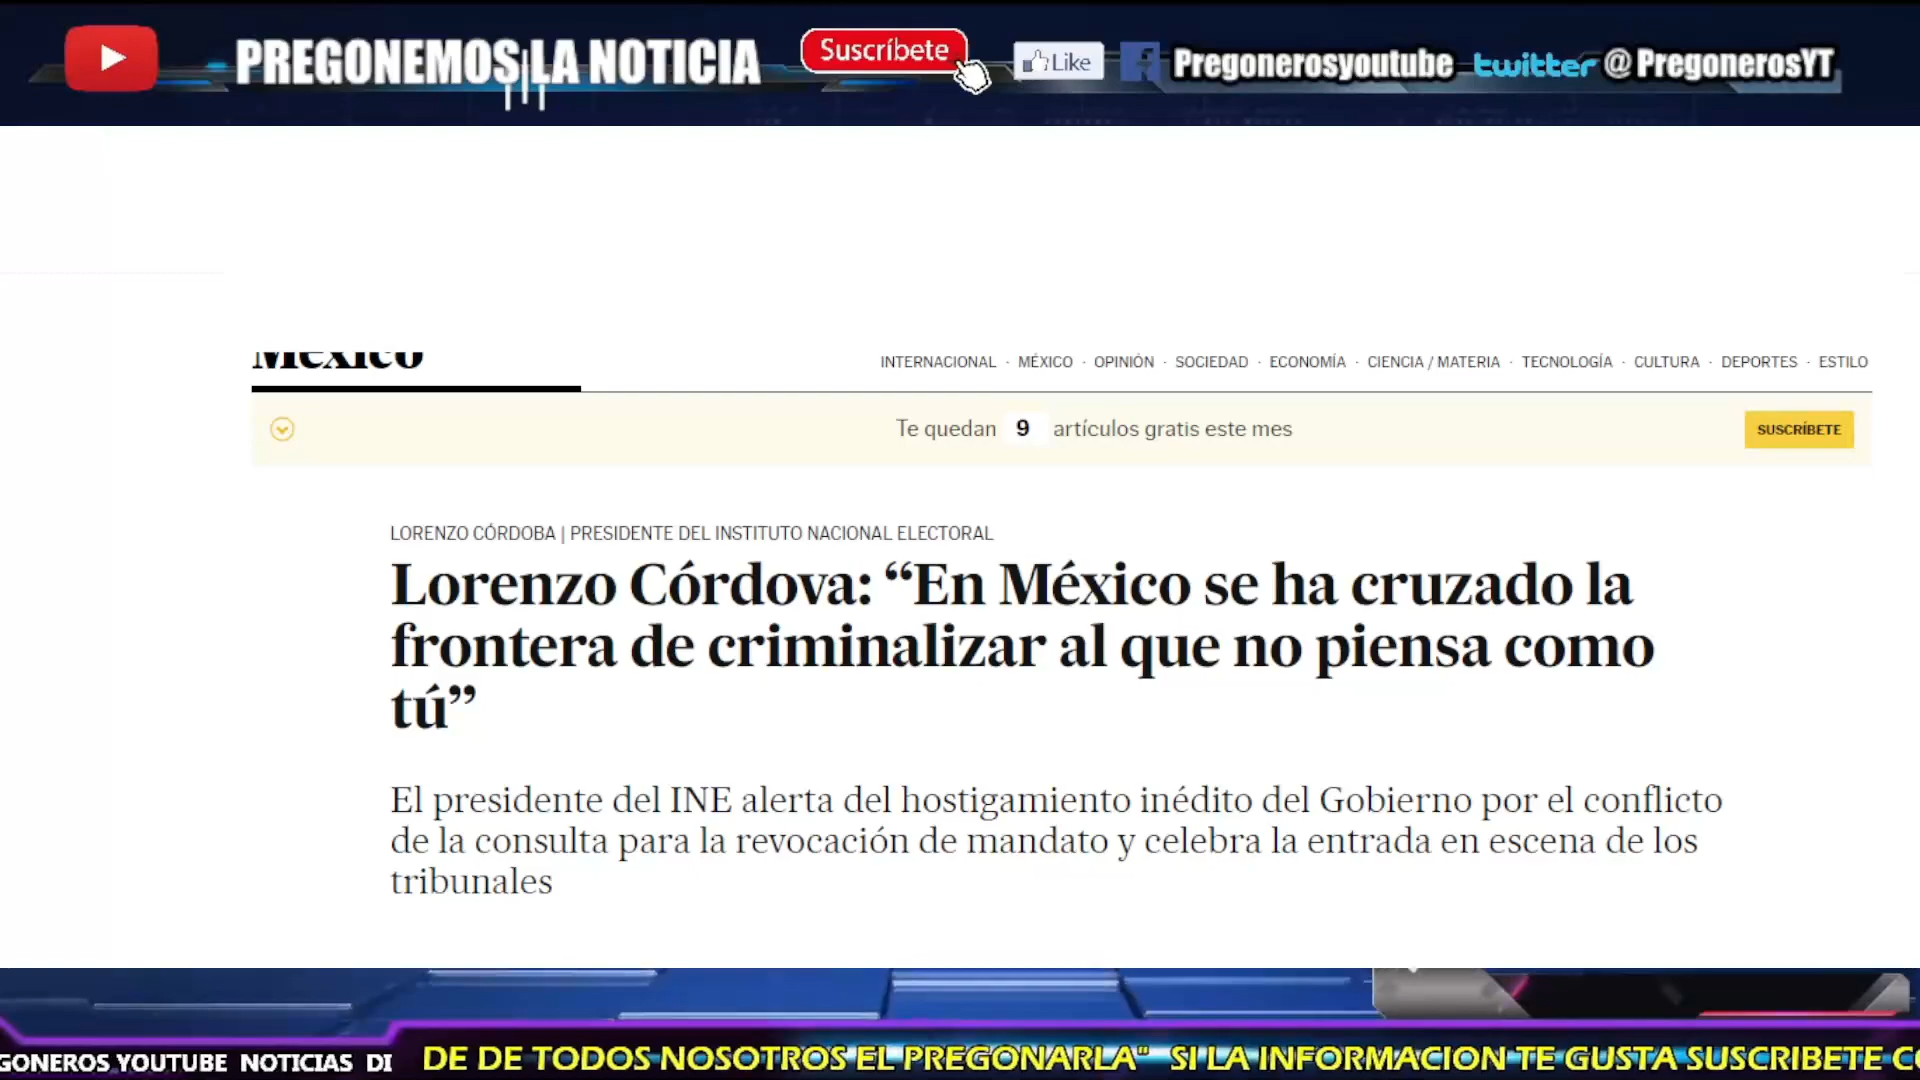 PREGONEMOS LA NOTICIA
Suscríbete
Like
Pregonerosyoutube
twitter @PregonerosYT
México
INTERNACIONAL · MÉXICO · OPINIÓN · SOCIEDAD · ECONOMÍA · CIENCIA / MATERIA · TECNOLOGÍA · CULTURA · DEPORTES · ESTILO
Te quedan 9 artículos gratis este mes
SUSCRÍBETE
LORENZO CÓRDOBA | PRESIDENTE DEL INSTITUTO NACIONAL ELECTORAL
Lorenzo Córdova: “En México se ha cruzado la
frontera de criminalizar al que no piensa como
tú”
El presidente del INE alerta del hostigamiento inédito del Gobierno por el conflicto
de la consulta para la revocación de mandato y celebra la entrada en escena de los
tribunales
GONEROS YOUTUBE NOTICIAS DI
DE DE TODOS NOSOTROS EL PREGONARLA" SI LA INFORMACION TE GUSTA SUSCRIBETE